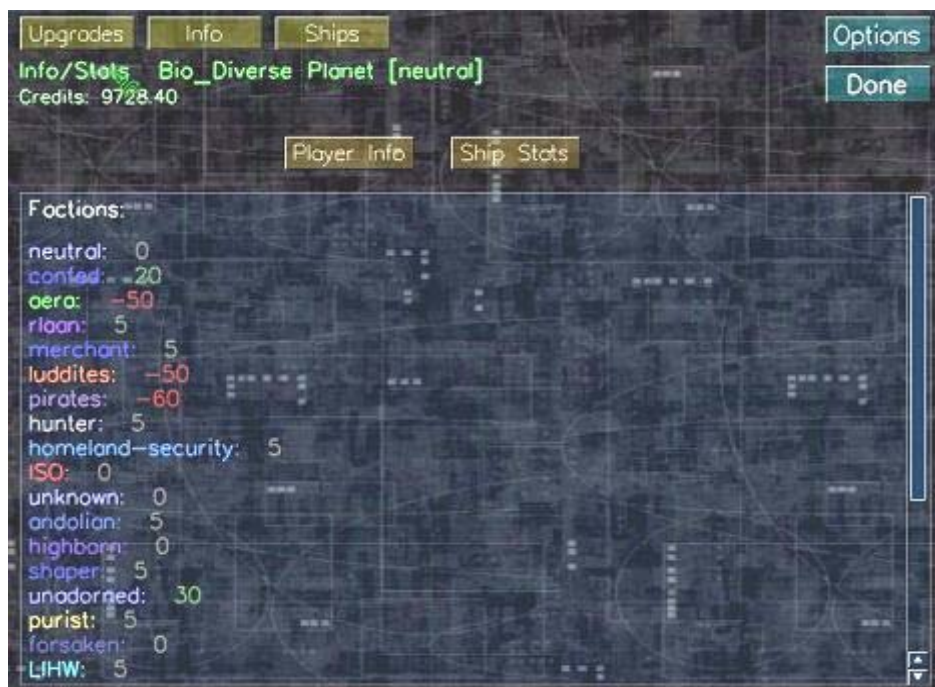 Upgrades Info Ships Options
Info/Stats Bio_Diverse Planet [neutral]
Credits: 9728.40
Done
Player Info Ship Stats
Factions:
neutral: 0
confed: 20
aera: -50
rlaan: 5
merchant: 5
luddites: -50
pirates: -60
hunter: 5
homeland-security: 5
ISO: 0
unknown: 0
andolian: 5
highborn: 0
shaper: 5
unadorned: 30
purist: 5
forsaken: 0
LIHW: 5